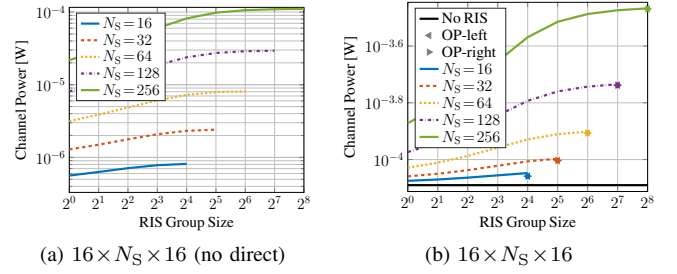 10^-4
10^-5
10^-6
Channel Power [W]
N_S = 16
N_S = 32
N_S = 64
N_S = 128
N_S = 256
2^0 2^1 2^2 2^3 2^4 2^5 2^6 2^7 2^8
RIS Group Size
(a) 16 × N_S × 16 (no direct)
10^-3.6
10^-3.8
10^-4
Channel Power [W]
No RIS
OP-left
OP-right
N_S = 16
N_S = 32
N_S = 64
N_S = 128
N_S = 256
2^0 2^1 2^2 2^3 2^4 2^5 2^6 2^7 2^8
RIS Group Size
(b) 16 × N_S × 16